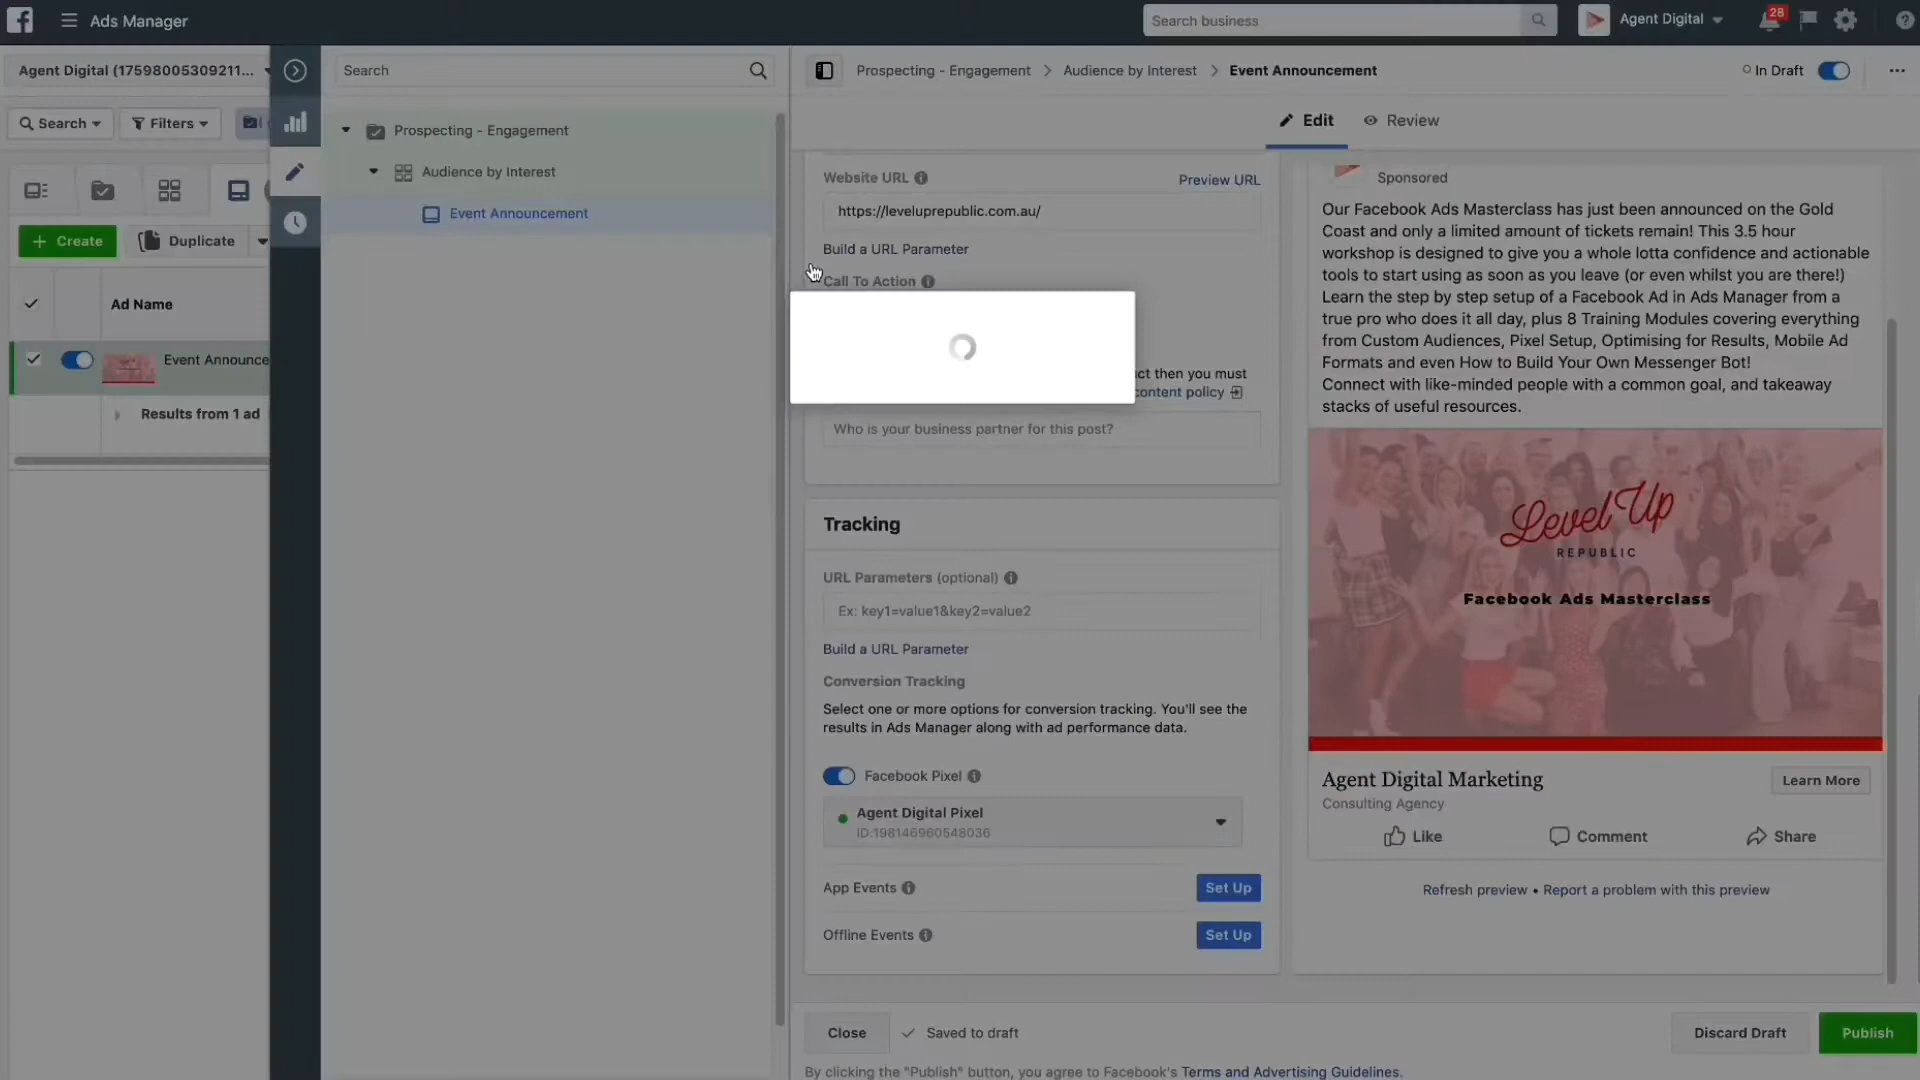 Ads Manager
Search business
Agent Digital
28
Agent Digital (17598005309211...
Search
Prospecting - Engagement > Audience by Interest > Event Announcement
In Draft
Search
Filters
Prospecting - Engagement
Audience by Interest
Event Announcement
Edit
Review
Create
Duplicate
Ad Name
Event Announce
Results from 1 ad
Website URL
Preview URL
https://leveluprepublic.com.au/
Build a URL Parameter
Call To Action
ct then you must
content policy
Who is your business partner for this post?
Tracking
URL Parameters (optional)
Ex: key1=value1&key2=value2
Build a URL Parameter
Conversion Tracking
Select one or more options for conversion tracking. You'll see the
results in Ads Manager along with ad performance data.
Facebook Pixel
Agent Digital Pixel
ID:198146960548036
App Events
Set Up
Offline Events
Set Up
Sponsored
Our Facebook Ads Masterclass has just been announced on the Gold
Coast and only a limited amount of tickets remain! This 3.5 hour
workshop is designed to give you a whole lotta confidence and actionable
tools to start using as soon as you leave (or even whilst you are there!)
Learn the step by step setup of a Facebook Ad in Ads Manager from a
true pro who does it all day, plus 8 Training Modules covering everything
from Custom Audiences, Pixel Setup, Optimising for Results, Mobile Ad
Formats and even How to Build Your Own Messenger Bot!
Connect with like-minded people with a common goal, and takeaway
stacks of useful resources.
Level Up
REPUBLIC
Facebook Ads Masterclass
Agent Digital Marketing
Consulting Agency
Learn More
Like
Comment
Share
Refresh preview • Report a problem with this preview
Close
Saved to draft
Discard Draft
Publish
By clicking the "Publish" button, you agree to Facebook's Terms and Advertising Guidelines.